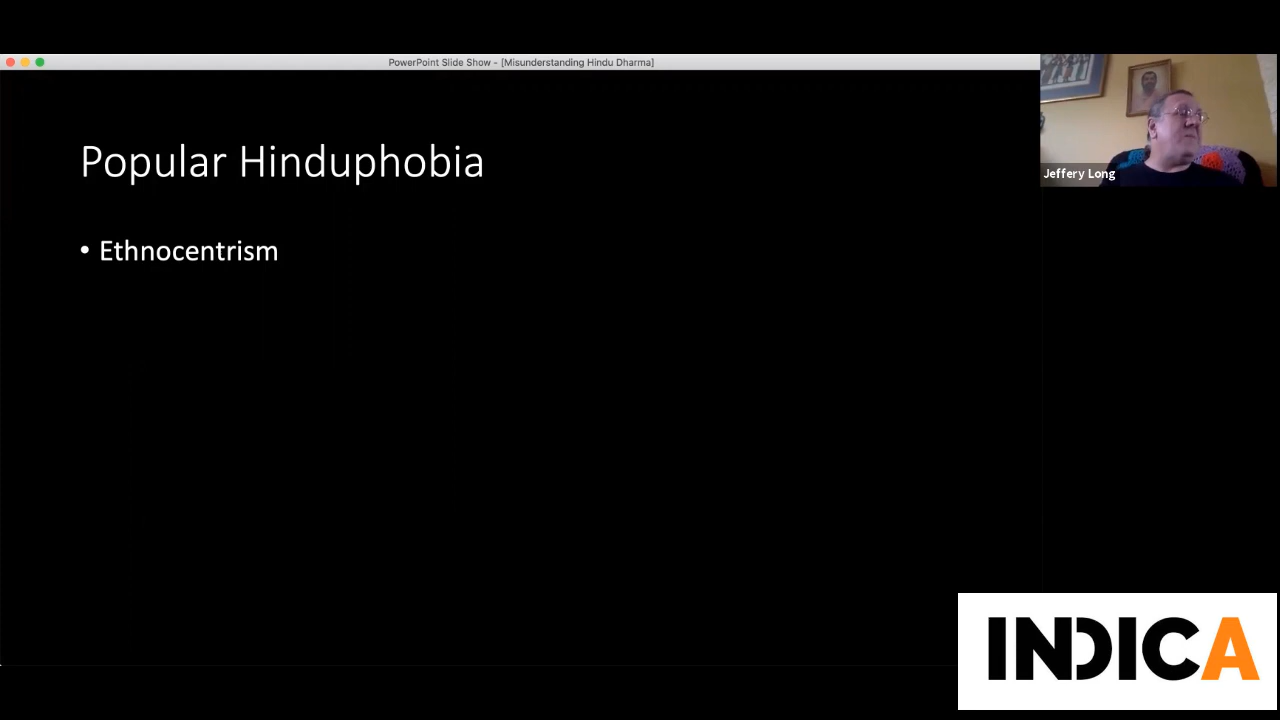 PowerPoint Slide Show - [Misunderstanding Hindu Dharma]
Popular Hinduphobia
• Ethnocentrism
Jeffery Long
INDICA